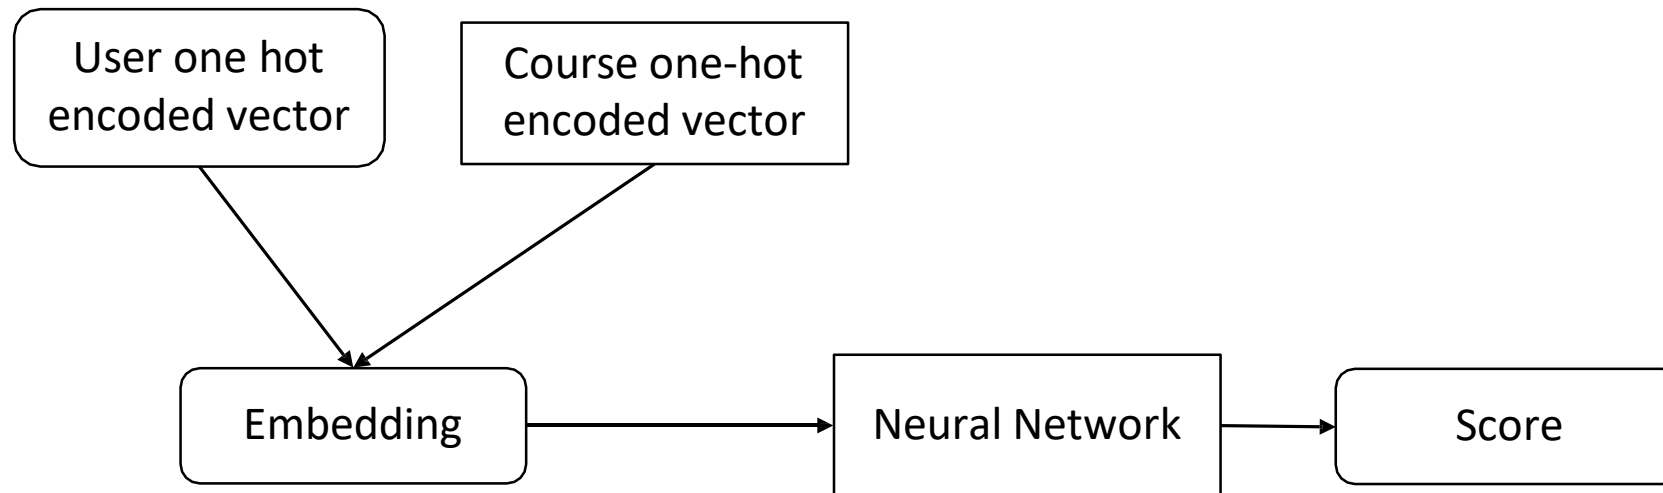 User one hot
encoded vector
Course one-hot
encoded vector
Embedding
Neural Network
Score